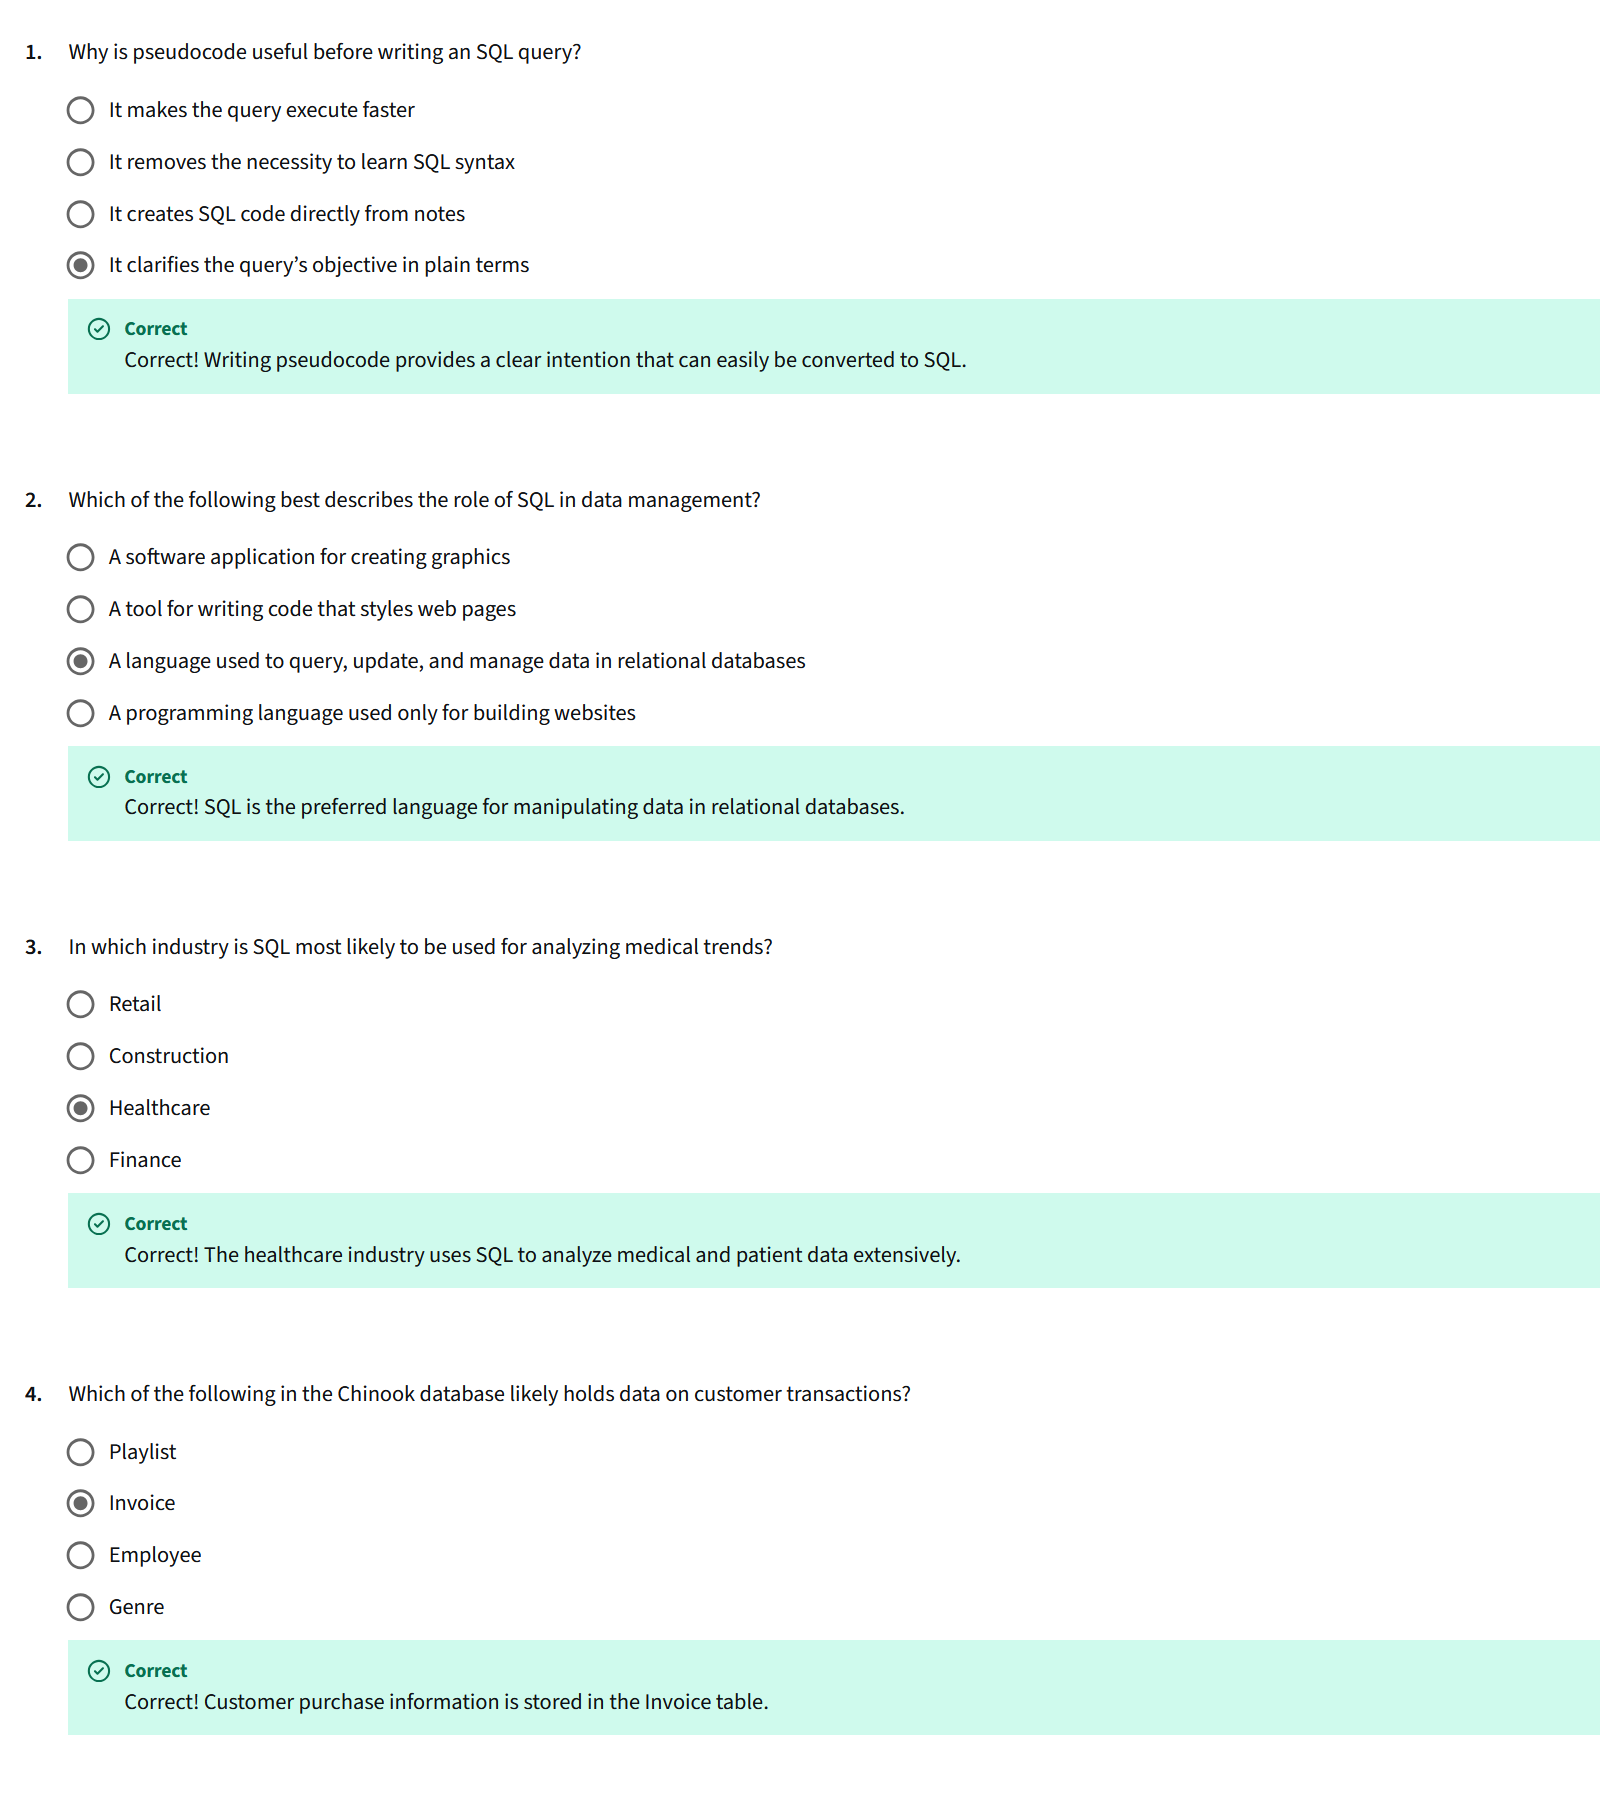 1. Why is pseudocode useful before writing an SQL query?
It makes the query execute faster
It removes the necessity to learn SQL syntax
It creates SQL code directly from notes
It clarifies the query’s objective in plain terms
Correct
Correct! Writing pseudocode provides a clear intention that can easily be converted to SQL.
2. Which of the following best describes the role of SQL in data management?
A software application for creating graphics
A tool for writing code that styles web pages
A language used to query, update, and manage data in relational databases
A programming language used only for building websites
Correct
Correct! SQL is the preferred language for manipulating data in relational databases.
3. In which industry is SQL most likely to be used for analyzing medical trends?
Retail
Construction
Healthcare
Finance
Correct
Correct! The healthcare industry uses SQL to analyze medical and patient data extensively.
4. Which of the following in the Chinook database likely holds data on customer transactions?
Playlist
Invoice
Employee
Genre
Correct
Correct! Customer purchase information is stored in the Invoice table.